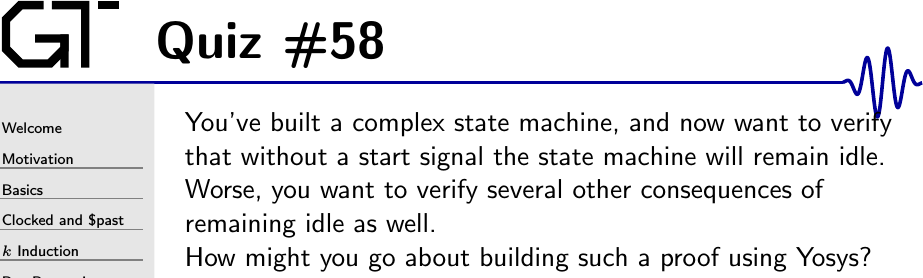 GT
Quiz #58
Welcome
Motivation
Basics
Clocked and $past
k Induction
You've built a complex state machine, and now want to verify
that without a start signal the state machine will remain idle.
Worse, you want to verify several other consequences of
remaining idle as well.
How might you go about building such a proof using Yosys?